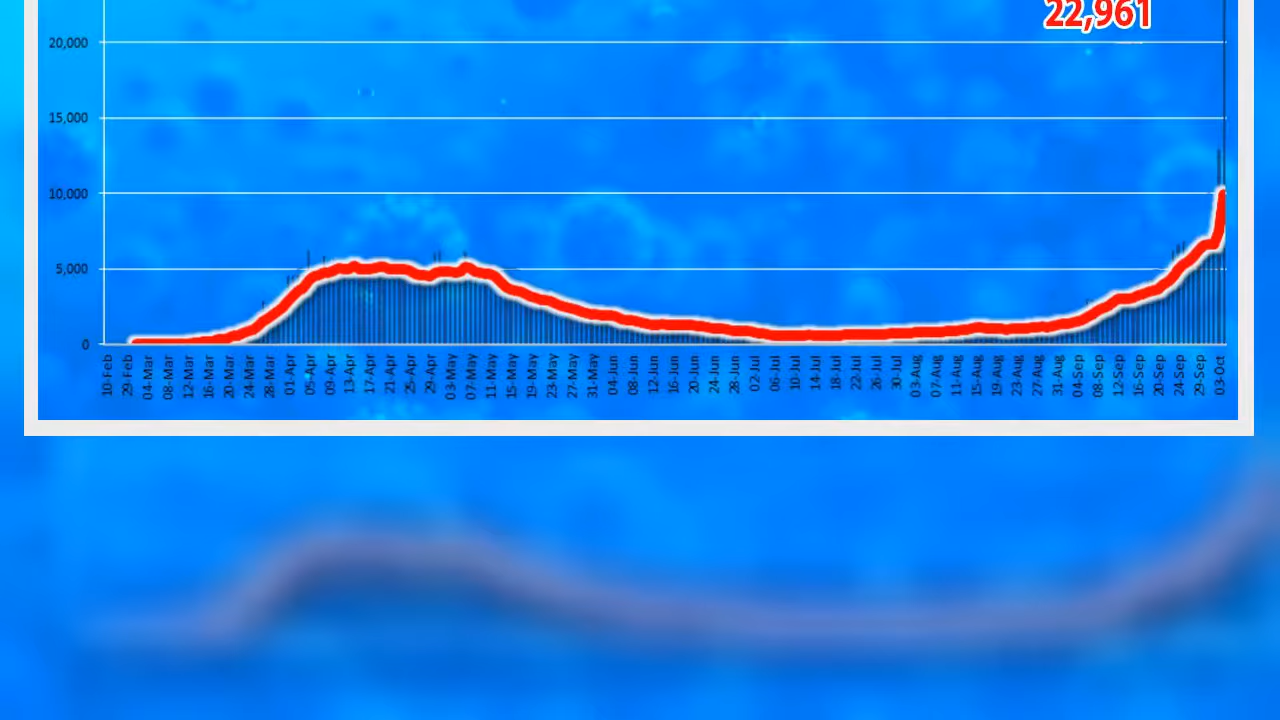 22,961
20,000
15,000
10,000
5,000
0
10-Feb
29-Feb
04-Mar
08-Mar
12-Mar
16-Mar
20-Mar
24-Mar
28-Mar
01-Apr
05-Apr
09-Apr
13-Apr
17-Apr
21-Apr
25-Apr
29-Apr
03-May
07-May
11-May
15-May
19-May
23-May
27-May
31-May
04-Jun
08-Jun
12-Jun
16-Jun
20-Jun
24-Jun
28-Jun
02-Jul
06-Jul
10-Jul
14-Jul
18-Jul
22-Jul
26-Jul
30-Jul
03-Aug
07-Aug
11-Aug
15-Aug
19-Aug
23-Aug
27-Aug
31-Aug
04-Sep
08-Sep
12-Sep
16-Sep
20-Sep
24-Sep
29-Sep
03-Oct